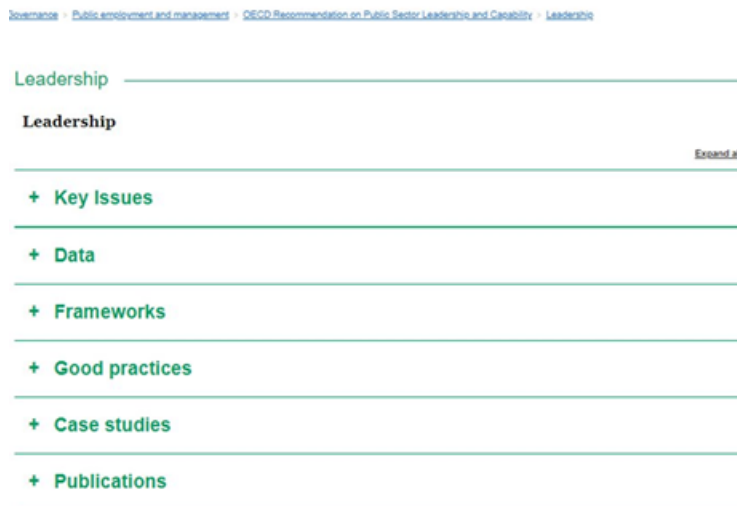 Governance > Public employment and management > OECD Recommendation on Public Sector Leadership and Capability > Leadership
Leadership
Leadership
Expand a
+ Key Issues
+ Data
+ Frameworks
+ Good practices
+ Case studies
+ Publications